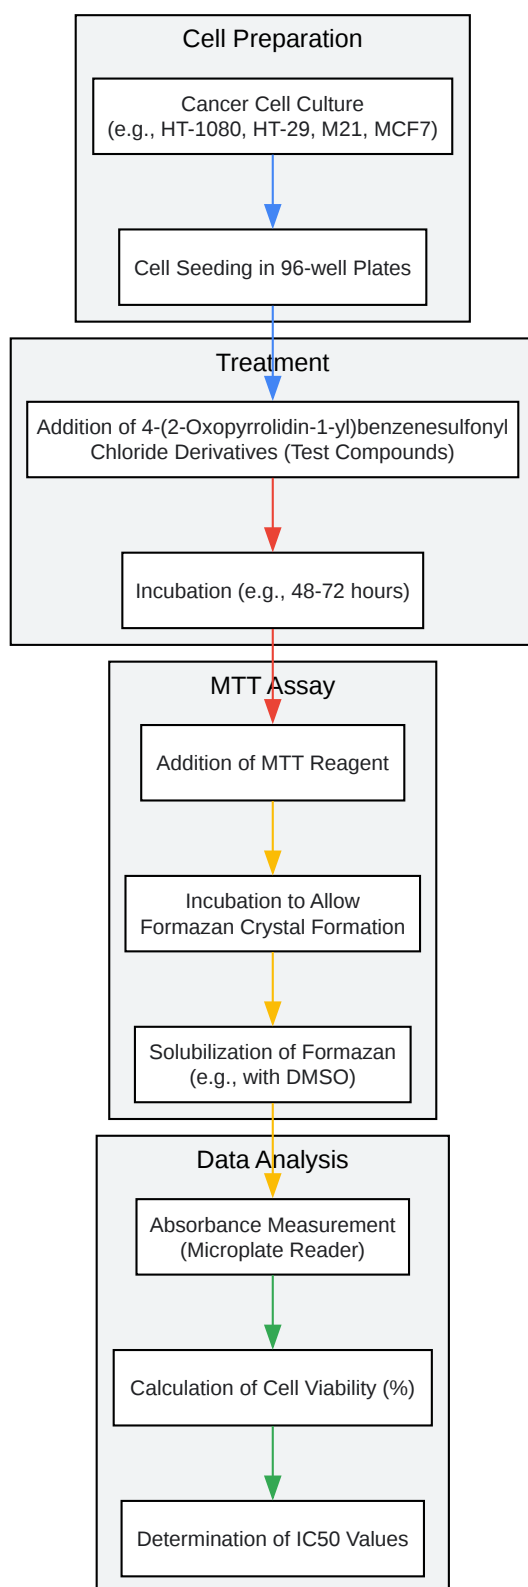 Cell Preparation
Cancer Cell Culture
(e.g., HT-1080, HT-29, M21, MCF7)
Cell Seeding in 96-well Plates
Treatment
Addition of 4-(2-Oxopyrrolidin-1-yl)benzenesulfonyl
Chloride Derivatives (Test Compounds)
Incubation (e.g., 48-72 hours)
MTT Assay
Addition of MTT Reagent
Incubation to Allow
Formazan Crystal Formation
Solubilization of Formazan
(e.g., with DMSO)
Data Analysis
Absorbance Measurement
(Microplate Reader)
Calculation of Cell Viability (%)
Determination of IC50 Values